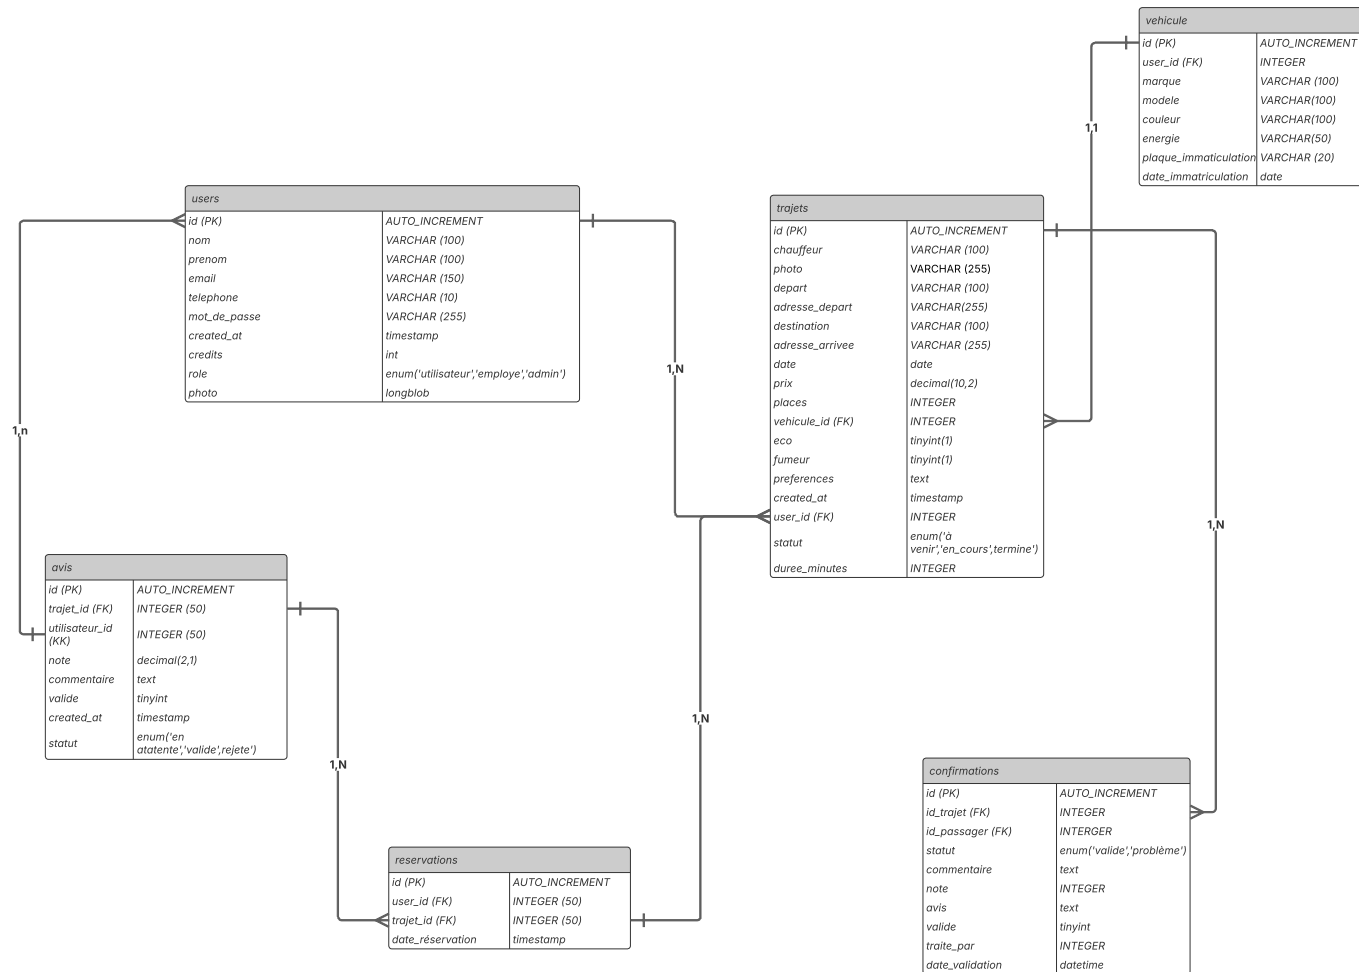 vehicule
id (PK) AUTO_INCREMENT
user_id (FK) INTEGER
marque VARCHAR (100)
modele VARCHAR(100)
couleur VARCHAR(100)
energie VARCHAR(50)
plaque_immaticulation VARCHAR (20)
date_immatriculation date
1,1
users
id (PK) AUTO_INCREMENT
nom VARCHAR (100)
prenom VARCHAR (100)
email VARCHAR (150)
telephone VARCHAR (10)
mot_de_passe VARCHAR (255)
created_at timestamp
credits int
role enum('utilisateur','employe','admin')
photo longblob
1,N
trajets
id (PK) AUTO_INCREMENT
chauffeur VARCHAR (100)
photo VARCHAR (255)
depart VARCHAR (100)
adresse_depart VARCHAR(255)
destination VARCHAR (100)
adresse_arrivee VARCHAR (255)
date date
prix decimal(10,2)
places INTEGER
vehicule_id (FK) INTEGER
eco tinyint(1)
fumeur tinyint(1)
preferences text
created_at timestamp
user_id (FK) INTEGER
statut enum('à
venir','en_cours',termine')
duree_minutes INTEGER
1,n
1,N
avis
id (PK) AUTO_INCREMENT
trajet_id (FK) INTEGER (50)
utilisateur_id
(KK) INTEGER (50)
note decimal(2,1)
commentaire text
valide tinyint
created_at timestamp
statut enum('en
atatente','valide',rejete')
1,N
1,N
reservations
id (PK) AUTO_INCREMENT
user_id (FK) INTEGER (50)
trajet_id (FK) INTEGER (50)
date_réservation timestamp
confirmations
id (PK) AUTO_INCREMENT
id_trajet (FK) INTEGER
id_passager (FK) INTERGER
statut enum('valide','problème')
commentaire text
note INTEGER
avis text
valide tinyint
traite_par INTEGER
date_validation datetime